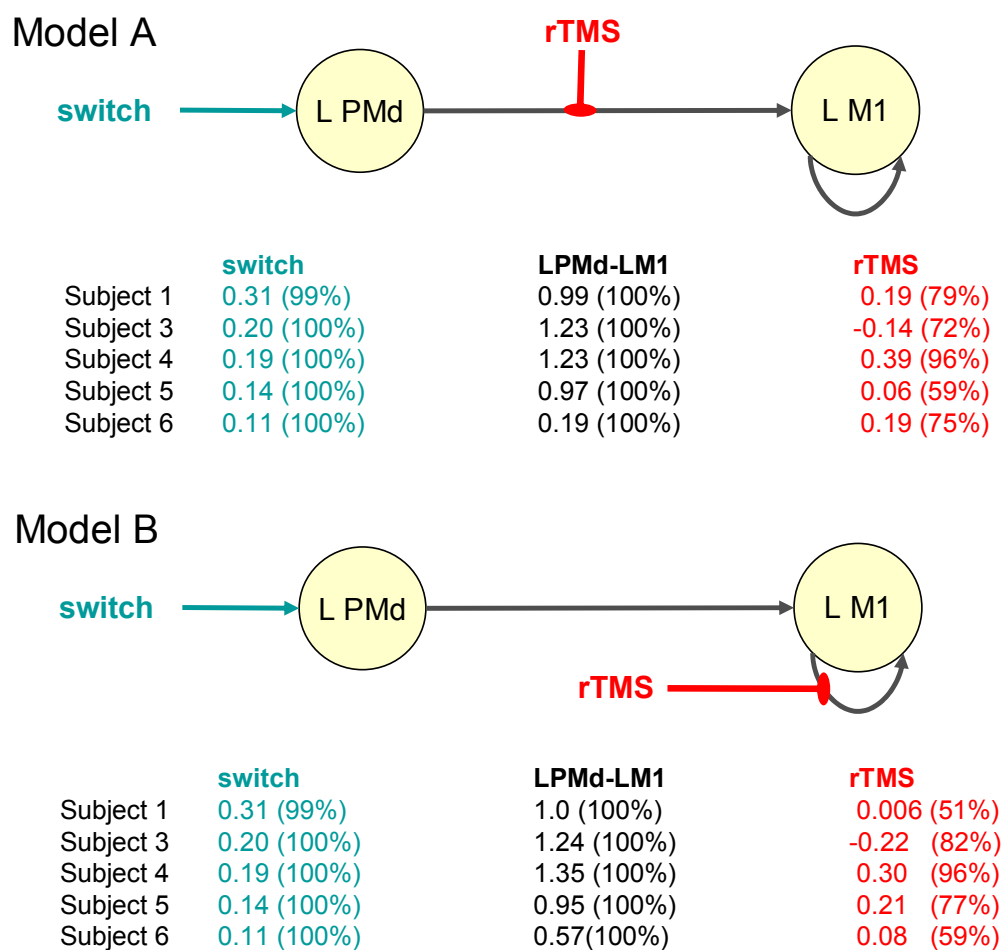 Model A
rTMS
switch L PMd L M1
switch LPMd-LM1 rTMS
Subject 1 0.31 (99%) 0.99 (100%) 0.19 (79%)
Subject 3 0.20 (100%) 1.23 (100%) -0.14 (72%)
Subject 4 0.19 (100%) 1.23 (100%) 0.39 (96%)
Subject 5 0.14 (100%) 0.97 (100%) 0.06 (59%)
Subject 6 0.11 (100%) 0.19 (100%) 0.19 (75%)
Model B
switch L PMd L M1
rTMS
switch LPMd-LM1 rTMS
Subject 1 0.31 (99%) 1.0 (100%) 0.006 (51%)
Subject 3 0.20 (100%) 1.24 (100%) -0.22 (82%)
Subject 4 0.19 (100%) 1.35 (100%) 0.30 (96%)
Subject 5 0.14 (100%) 0.95 (100%) 0.21 (77%)
Subject 6 0.11 (100%) 0.57(100%) 0.08 (59%)